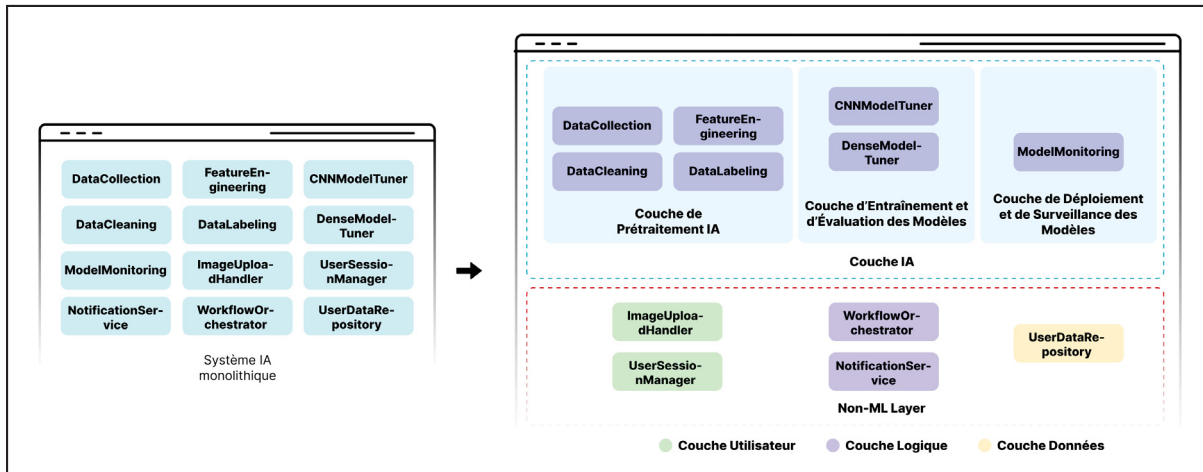 DataCollection
FeatureEn-
gineering
CNNModelTuner
DataCleaning
DataLabeling
DenseModel-
Tuner
ModelMonitoring
ImageUploa-
dHandler
UserSessio-
nManager
NotificationSer-
vice
WorkflowOr-
chestrator
UserDataRe-
pository
Système IA
monolithique
DataCollection
FeatureEn-
gineering
DataCleaning
DataLabeling
Couche de
Prétraitement IA
CNNModelTuner
DenseModel-
Tuner
Couche d’Entraînement et
d’Évaluation des Modèles
ModelMonitoring
Couche de Déploiement
et de Surveillance des
Modèles
Couche IA
ImageUploa-
dHandler
UserSessio-
nManager
WorkflowOr-
chestrator
NotificationSer-
vice
UserDataRe-
pository
Non-ML Layer
Couche Utilisateur
Couche Logique
Couche Données